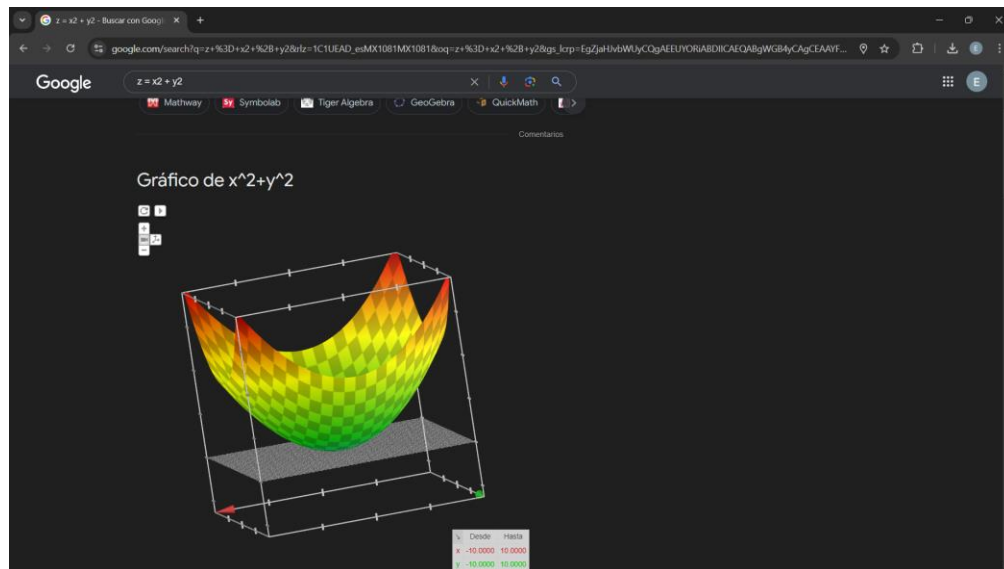 z = x2 + y2 - Buscar con Goog
google.com/search?q=z+%3D+x2+%2B+y2&rlz=1C1UEAD_esMX1081MX1081&oq=z+%3D+x2+%2B+y2&gs_lcrp=EgZjaHJvbWUyCQgAEEUYORiABDIICAEQABgWGB4yCAgCEAAYF...
E
Google
z = x2 + y2
E
Mathway
Sy Symbolab
Tiger Algebra
GeoGebra
QuickMath
Comentarios
Gráfico de x^2+y^2
Desde Hasta
x -10.0000 10.0000
y -10.0000 10.0000